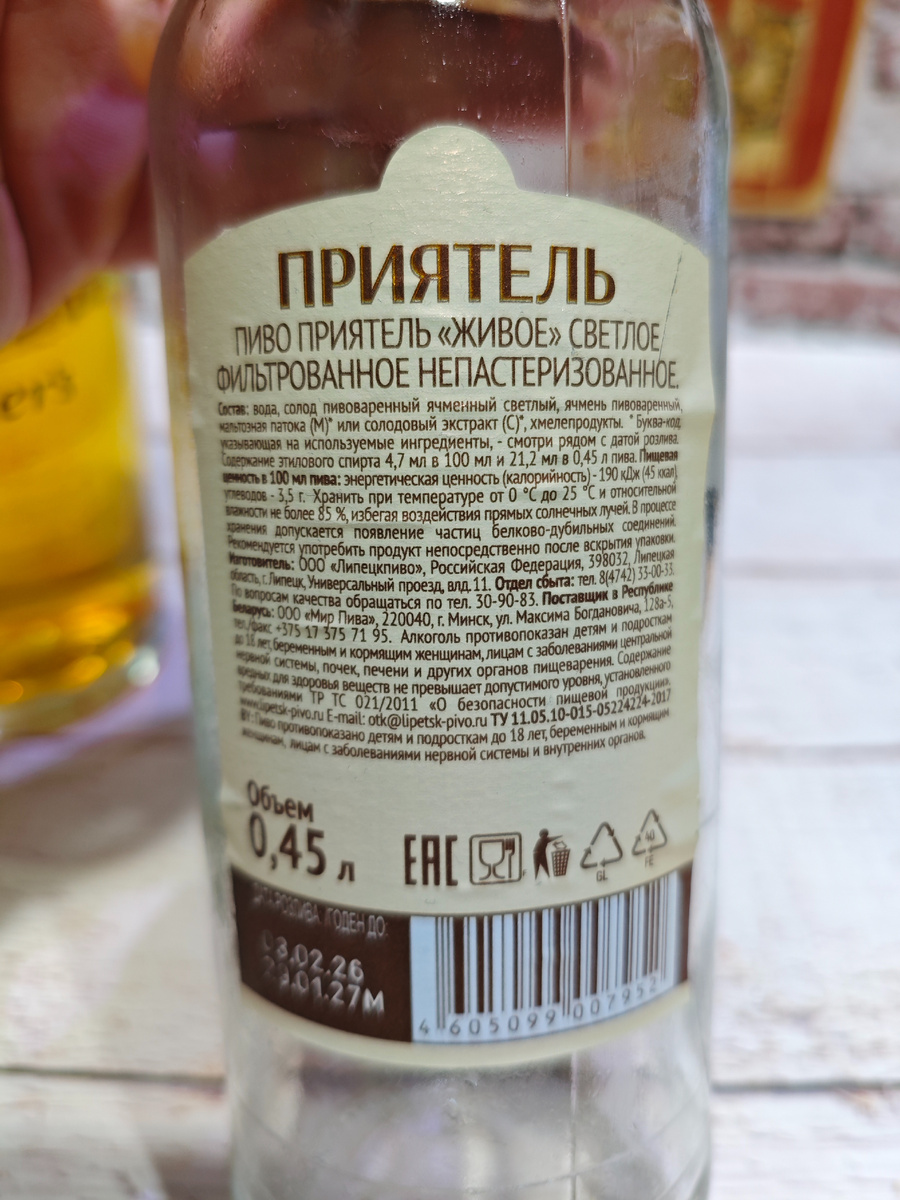 ПРИЯТЕЛЬ
ПИВО ПРИЯТЕЛЬ «ЖИВОЕ» СВЕТЛОЕ
ФИЛЬТРОВАННОЕ НЕПАСТЕРИЗОВАННОЕ.
Состав: вода, солод пивоваренный ячменный светлый, ячмень пивоваренный,
мальтозная патока (М)* или солодовый экстракт (С)*, хмелепродукты. * Буква-код,
указывающая на используемые ингредиенты, - смотри рядом с датой розлива.
Содержание этилового спирта 4,7 мл в 100 мл и 21,2 мл в 0,45 л пива. Пищевая
ценность в 100 мл пива: энергетическая ценность (калорийность) - 190 кДж (45 ккал),
углеводов - 3,5 г. Хранить при температуре от 0 °С до 25 °С и относительной
влажности не более 85 %, избегая воздействия прямых солнечных лучей. В процессе
хранения допускается появление частиц белково-дубильных соединений.
Рекомендуется употребить продукт непосредственно после вскрытия упаковки.
Изготовитель: ООО «Липецкпиво», Российская Федерация, 398032, Липецкая
область, г. Липецк, Универсальный проезд, влд. 11. Отдел сбыта: тел. 8(4742) 33-00-33.
По вопросам качества обращаться по тел. 30-90-83. Поставщик в Республике
Беларусь: ООО «Мир Пива», 220040, г. Минск, ул. Максима Богдановича, 128а-5,
тел./факс +375 17 375 71 95. Алкоголь противопоказан детям и подросткам
до 18 лет, беременным и кормящим женщинам, лицам с заболеваниями центральной
нервной системы, почек, печени и других органов пищеварения. Содержание
вредных для здоровья веществ не превышает допустимого уровня, установленного
требованиями ТР ТС 021/2011 «О безопасности пищевой продукции».
www.lipetsk-pivo.ru E-mail: otk@lipetsk-pivo.ru ТУ 11.05.10-015-05224224-2017
BY: Пиво противопоказано детям и подросткам до 18 лет, беременным и кормящим
женщинам, лицам с заболеваниями нервной системы и внутренних органов.
Объем
0,45 л
EAC
GL
40
FE
ДАТА РОЗЛИВА / ГОДЕН ДО:
03.02.26
29.01.27М
4 605099 007952
ers